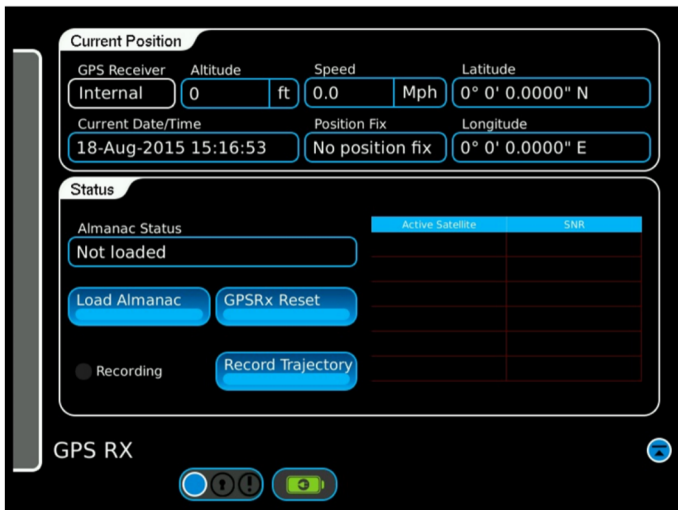 Current Position
GPS Receiver Altitude Speed Latitude
Internal 0 ft 0.0 Mph 0° 0' 0.0000" N
Current Date/Time Position Fix Longitude
18-Aug-2015 15:16:53 No position fix 0° 0' 0.0000" E
Status
Almanac Status
Not loaded
Active Satellite SNR
Load Almanac GPSRx Reset
Recording Record Trajectory
GPS RX